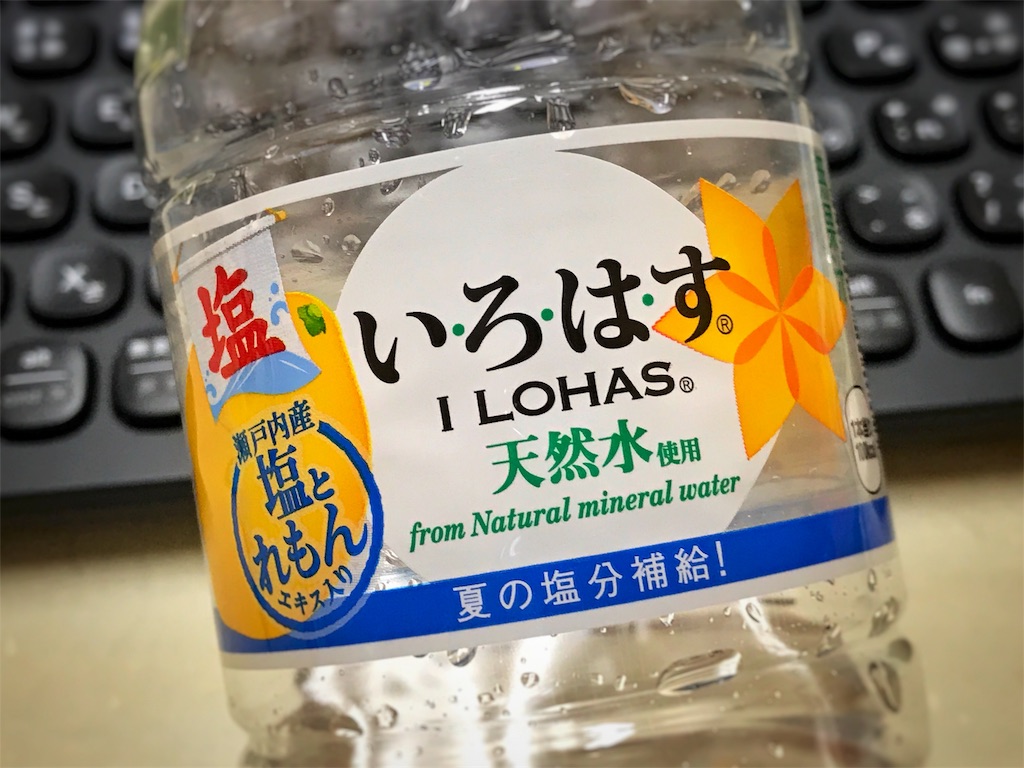 塩
い・ろ・は・す®
I LOHAS®
天然水使用
from Natural mineral water
瀬戸内産
塩と
れもん
エキス入り
夏の塩分補給!
alt